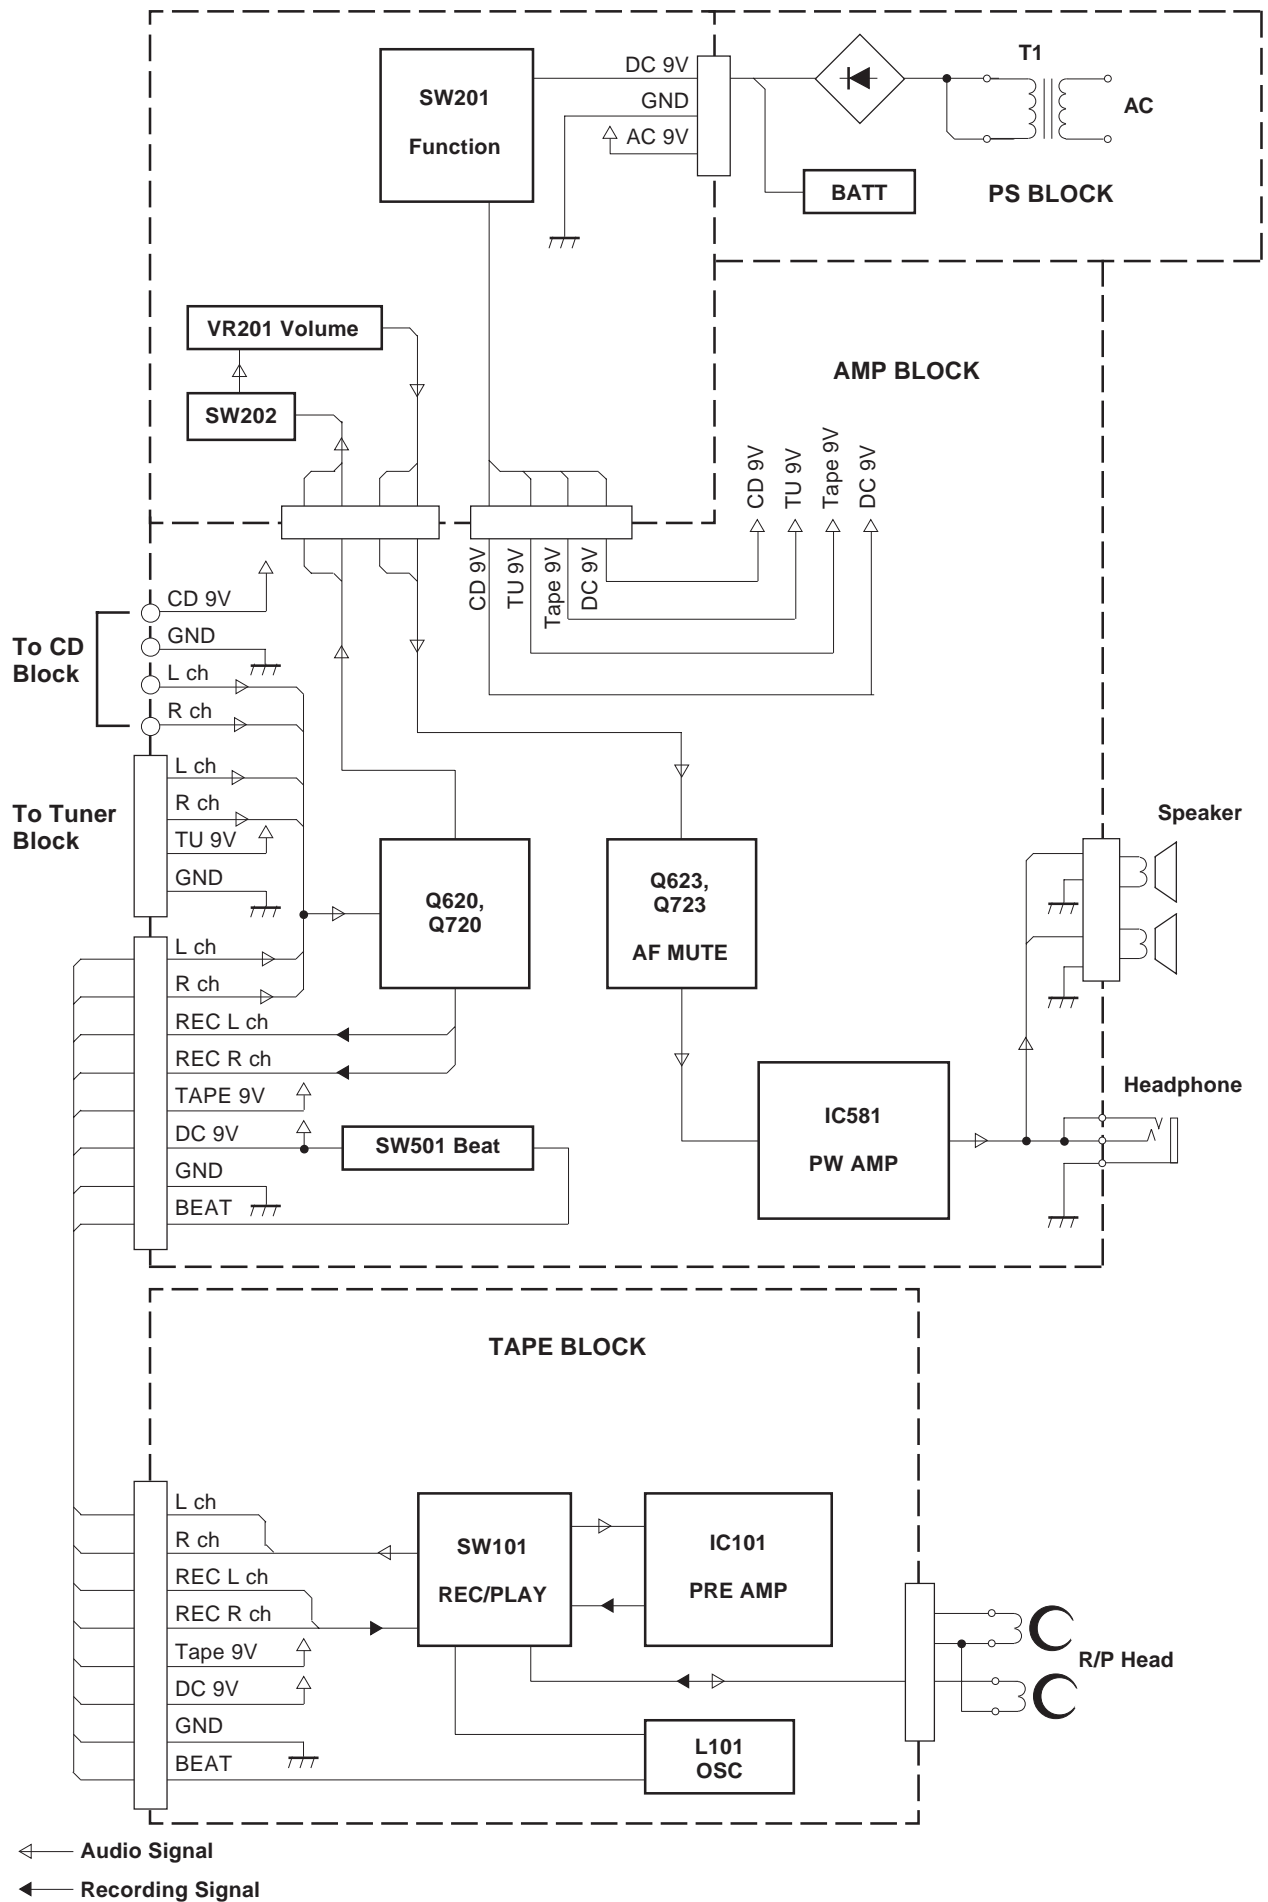 DC 9V
T1
SW201
GND
AC
Function
AC 9V
BATT
PS BLOCK
VR201 Volume
AMP BLOCK
SW202
CD 9V
TU 9V
Tape 9V
DC 9V
CD 9V
TU 9V
Tape 9V
DC 9V
To CD
Block
CD 9V
GND
L ch
R ch
To Tuner
Block
L ch
R ch
TU 9V
GND
Q620,
Q720
Q623,
Q723
AF MUTE
Speaker
L ch
R ch
REC L ch
REC R ch
TAPE 9V
DC 9V
GND
BEAT
SW501 Beat
IC581
PW AMP
Headphone
TAPE BLOCK
L ch
R ch
REC L ch
REC R ch
Tape 9V
DC 9V
GND
BEAT
SW101
REC/PLAY
IC101
PRE AMP
R/P Head
L101
OSC
Audio Signal
Recording Signal